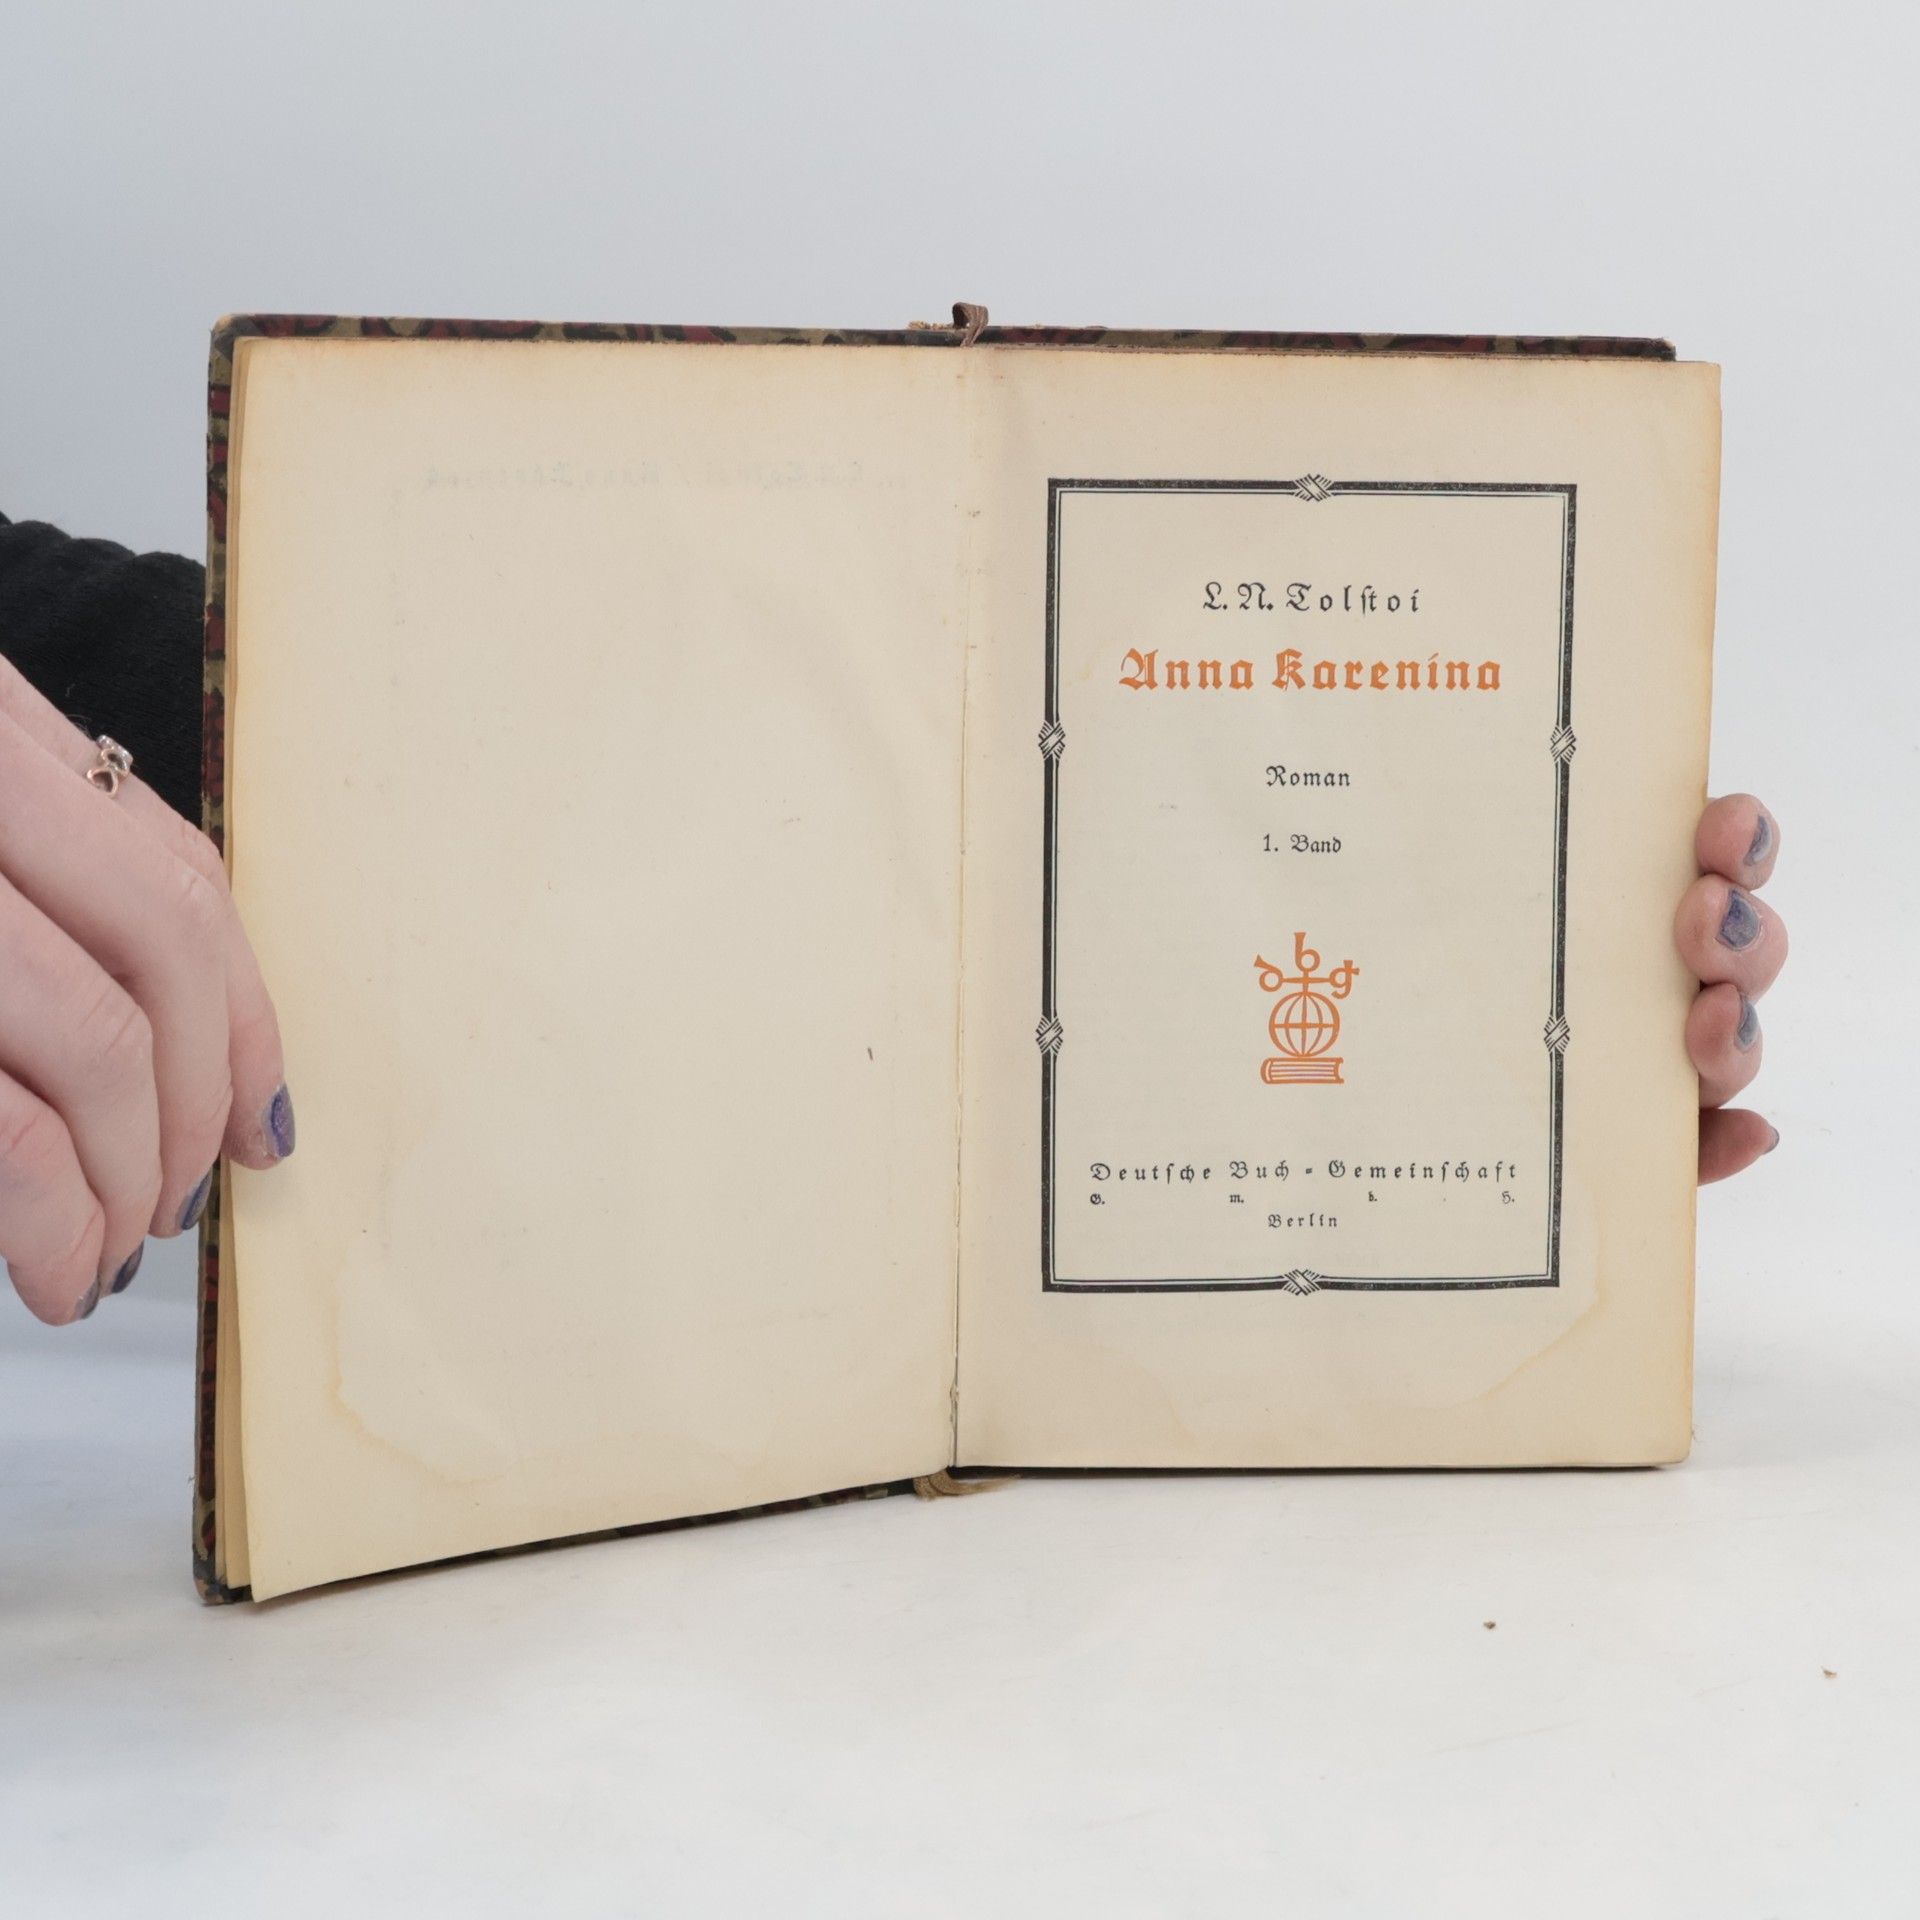 L. N. Tolſtoi
Anna Karenina
Roman
1. Band
dbg
Deutſche Buch-Gemeinſchaft
G. m. b. H.
Berlin